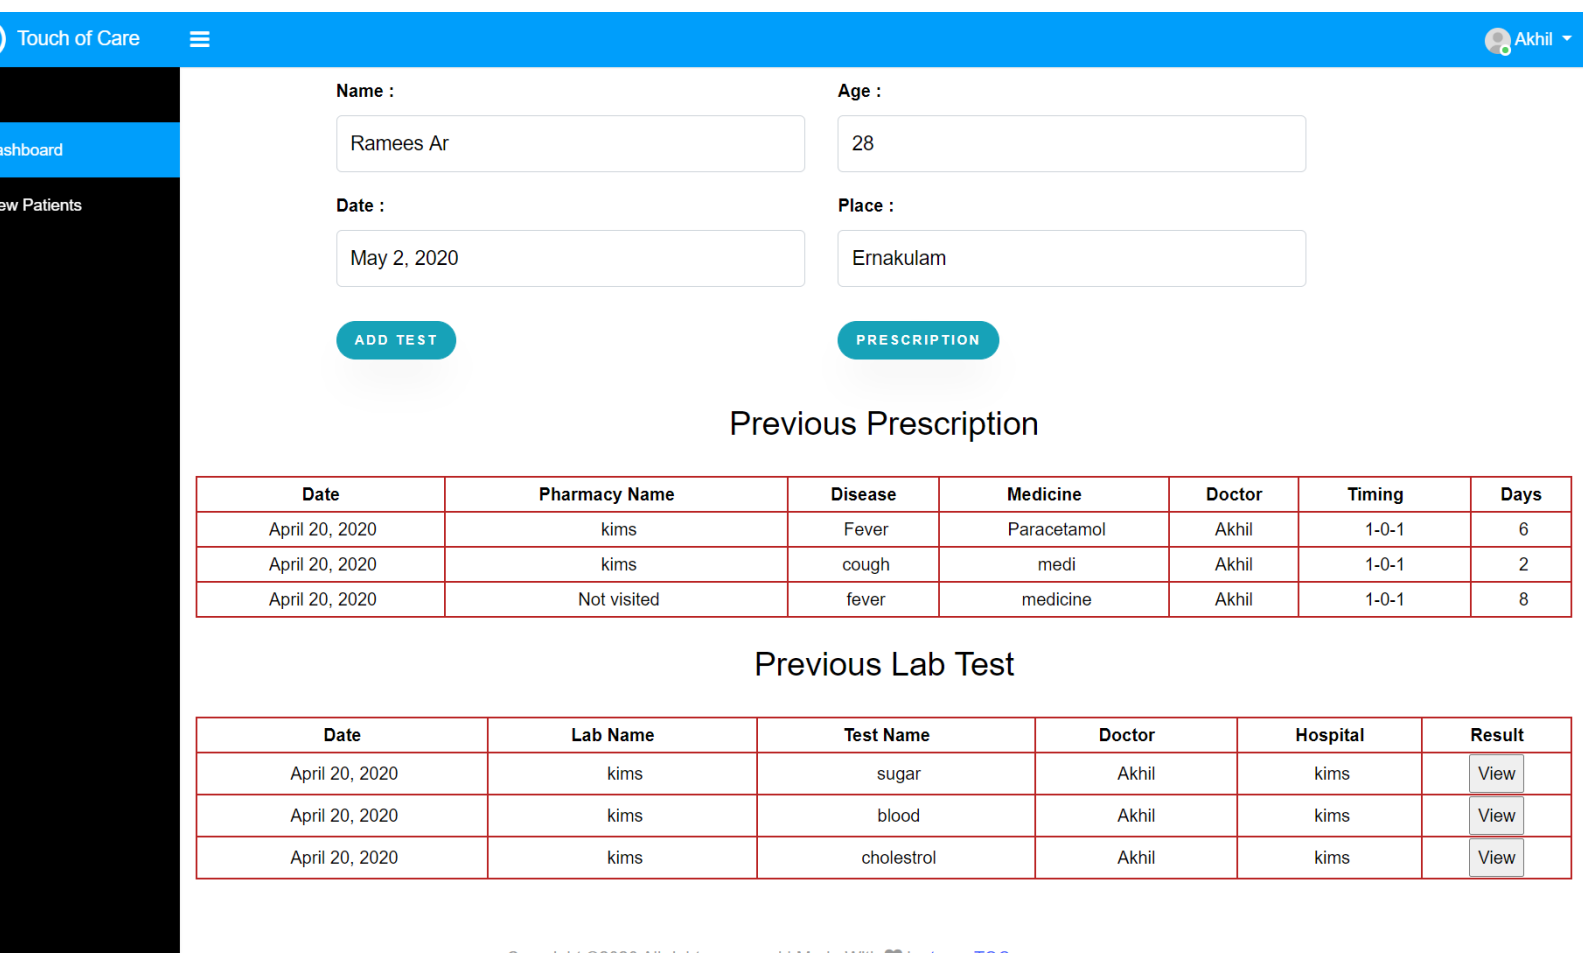 Touch of Care
Akhil
Name :
Age :
Ramees Ar
28
ashboard
ew Patients
Date :
Place :
May 2, 2020
Ernakulam
ADD TEST
PRESCRIPTION
Previous Prescription
Date Pharmacy Name Disease Medicine Doctor Timing Days
April 20, 2020 kims Fever Paracetamol Akhil 1-0-1 6
April 20, 2020 kims cough medi Akhil 1-0-1 2
April 20, 2020 Not visited fever medicine Akhil 1-0-1 8
Previous Lab Test
Date Lab Name Test Name Doctor Hospital Result
April 20, 2020 kims sugar Akhil kims View
April 20, 2020 kims blood Akhil kims View
April 20, 2020 kims cholestrol Akhil kims View